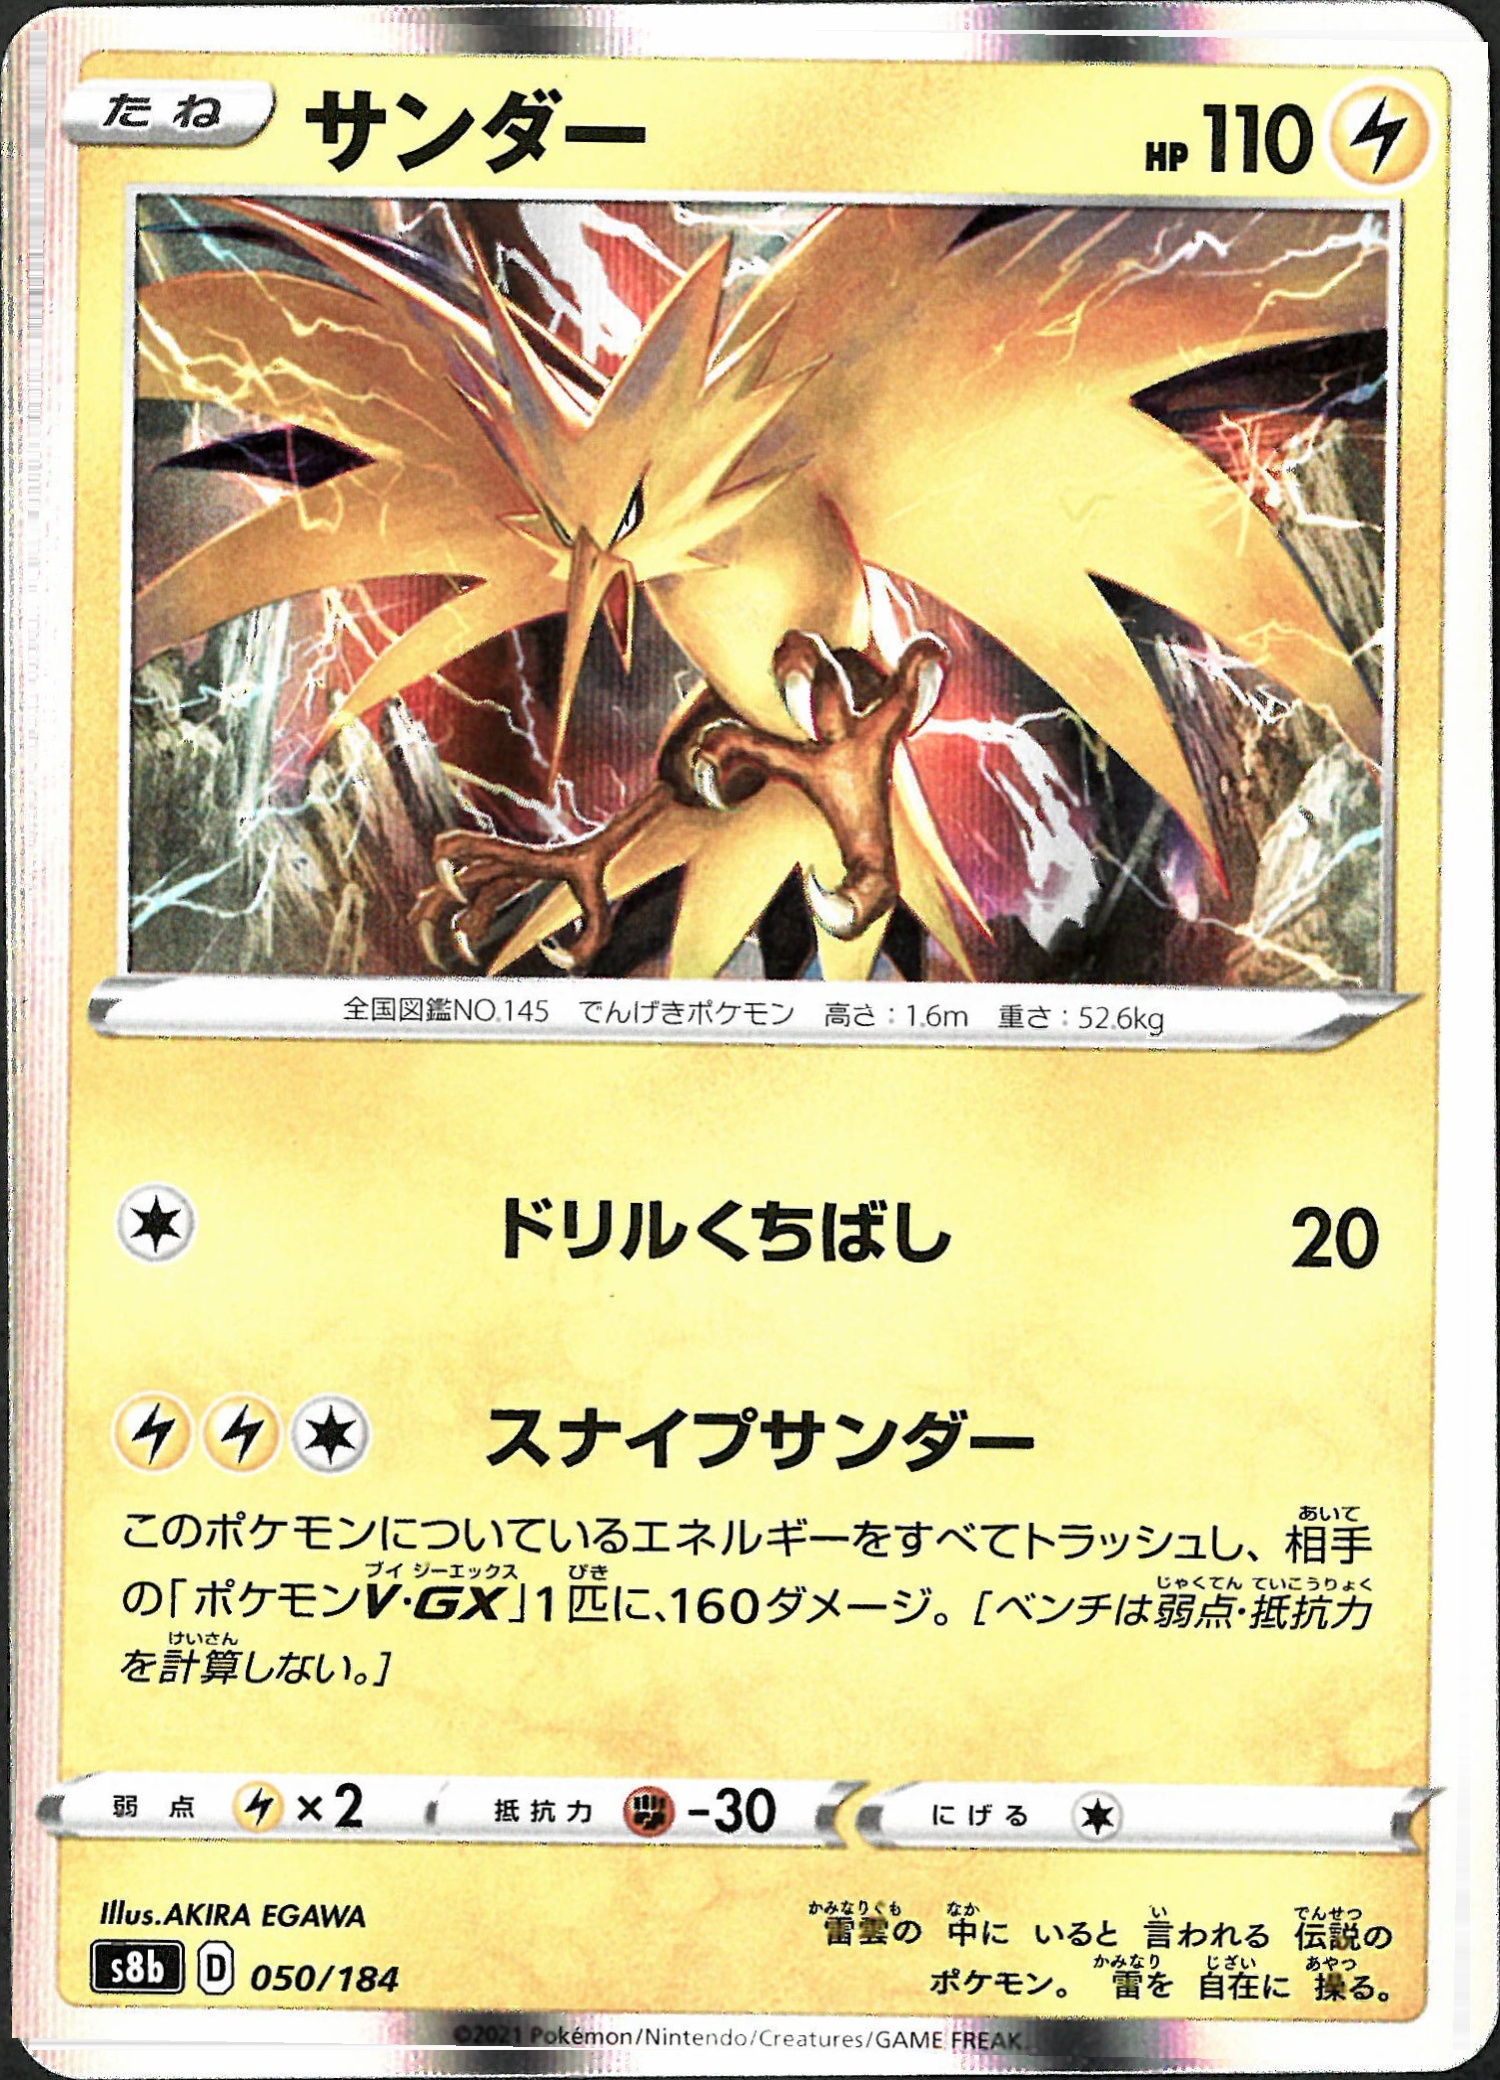 たね サンダー HP 110
全国図鑑NO.145 でんげきポケモン 高さ：1.6m 重さ：52.6kg
ドリルくちばし 20
スナイプサンダー
このポケモンについているエネルギーをすべてトラッシュし、相手
あいて
の「ポケモンV・GX」1匹に、160ダメージ。［ベンチは弱点・抵抗力
ブイ ジーエックス びき じゃくてん ていこうりょく
を計算しない。］
けいさん
弱点 ×2 抵抗力 -30 にげる
Illus.AKIRA EGAWA
s8b D 050/184
かみなりぐも なか い でんせつ
雷雲の 中に いると 言われる 伝説の
かみなり じざい あやつ
ポケモン。 雷を 自在に 操る。
©2021 Pokémon/Nintendo/Creatures/GAME FREAK.